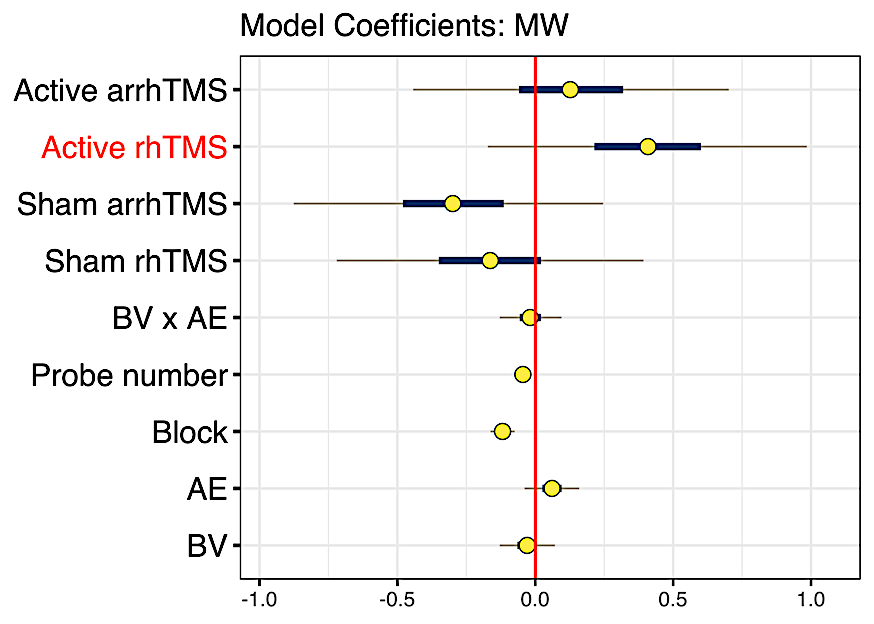 Model Coefficients: MW
Active arrhTMS
Active rhTMS
Sham arrhTMS
Sham rhTMS
BV x AE
Probe number
Block
AE
BV
-1.0 -0.5 0.0 0.5 1.0